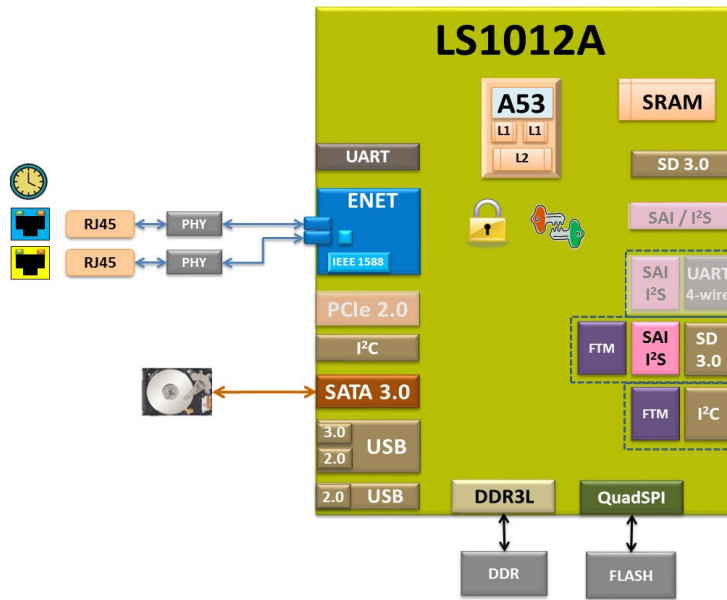 LS1012A
A53
L1 L1
L2
SRAM
UART
SD 3.0
ENET
RJ45 PHY
SAI / I²S
RJ45 PHY
IEEE 1588
SAI
I²S
UART
4-wire
PCIe 2.0
FTM
SAI
I²S
SD
3.0
I²C
SATA 3.0
FTM
I²C
3.0
2.0
USB
2.0 USB
DDR3L
QuadSPI
DDR
FLASH